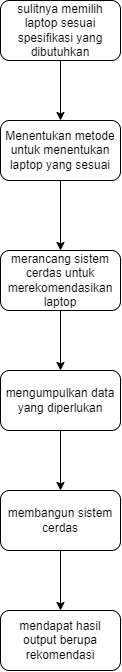 sulitnya memilih
laptop sesuai
spesifikasi yang
dibutuhkan
Menentukan metode
untuk menentukan
laptop yang sesuai
merancang sistem
cerdas untuk
merekomendasikan
laptop
mengumpulkan data
yang diperlukan
membangun sistem
cerdas
mendapat hasil
output berupa
rekomendasi